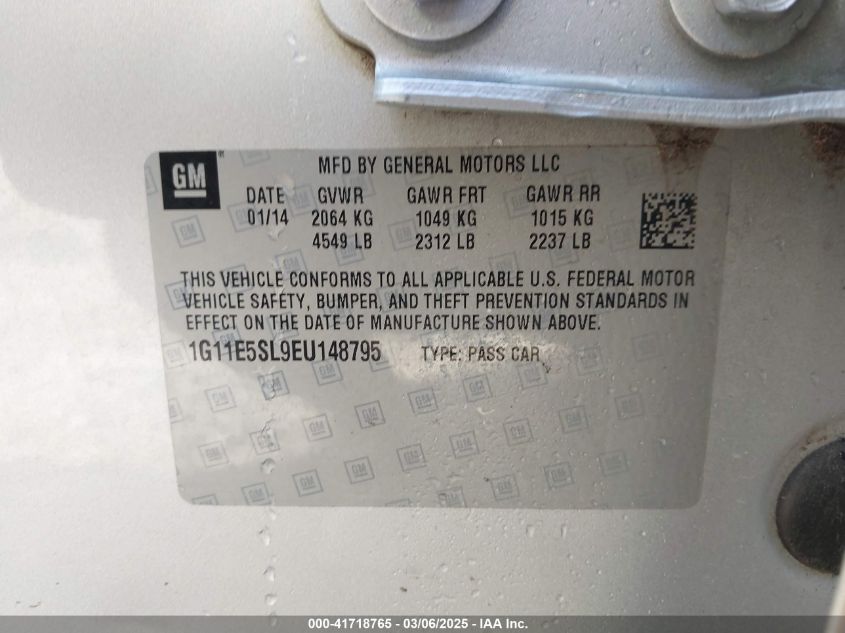 GM
MFD BY GENERAL MOTORS LLC
DATE GVWR GAWR FRT GAWR RR
01/14 2064 KG 1049 KG 1015 KG
4549 LB 2312 LB 2237 LB
THIS VEHICLE CONFORMS TO ALL APPLICABLE U.S. FEDERAL MOTOR
VEHICLE SAFETY, BUMPER, AND THEFT PREVENTION STANDARDS IN
EFFECT ON THE DATE OF MANUFACTURE SHOWN ABOVE.
1G11E5SL9EU148795 TYPE: PASS CAR
000-41718765 - 03/06/2025 - IAA Inc.